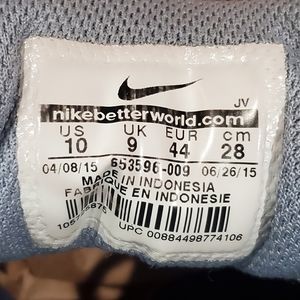 JV
nikebetterworld.com
US UK EUR cm
10 9 44 28
04/08/15 653596-009 06/26/15
MADE IN INDONESIA
EN INDONESIE
UPC 00884498774106